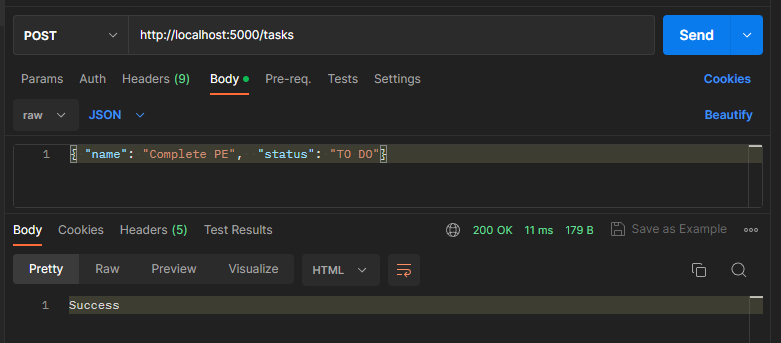 POST http://localhost:5000/tasks Send
Params Auth Headers (9) Body Pre-req. Tests Settings Cookies
raw JSON Beautify
1 { "name": "Complete PE", "status": "TO DO"}
Body Cookies Headers (5) Test Results 200 OK 11 ms 179 B Save as Example
Pretty Raw Preview Visualize HTML
1 Success